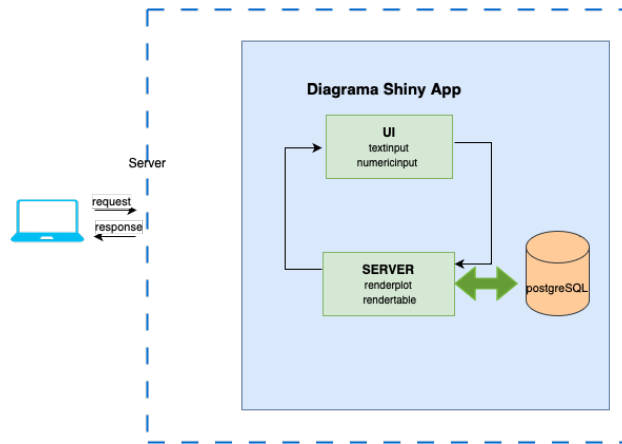 Diagrama Shiny App
UI
textinput
numericinput
Server
request
response
SERVER
renderplot
rendertable
postgreSQL